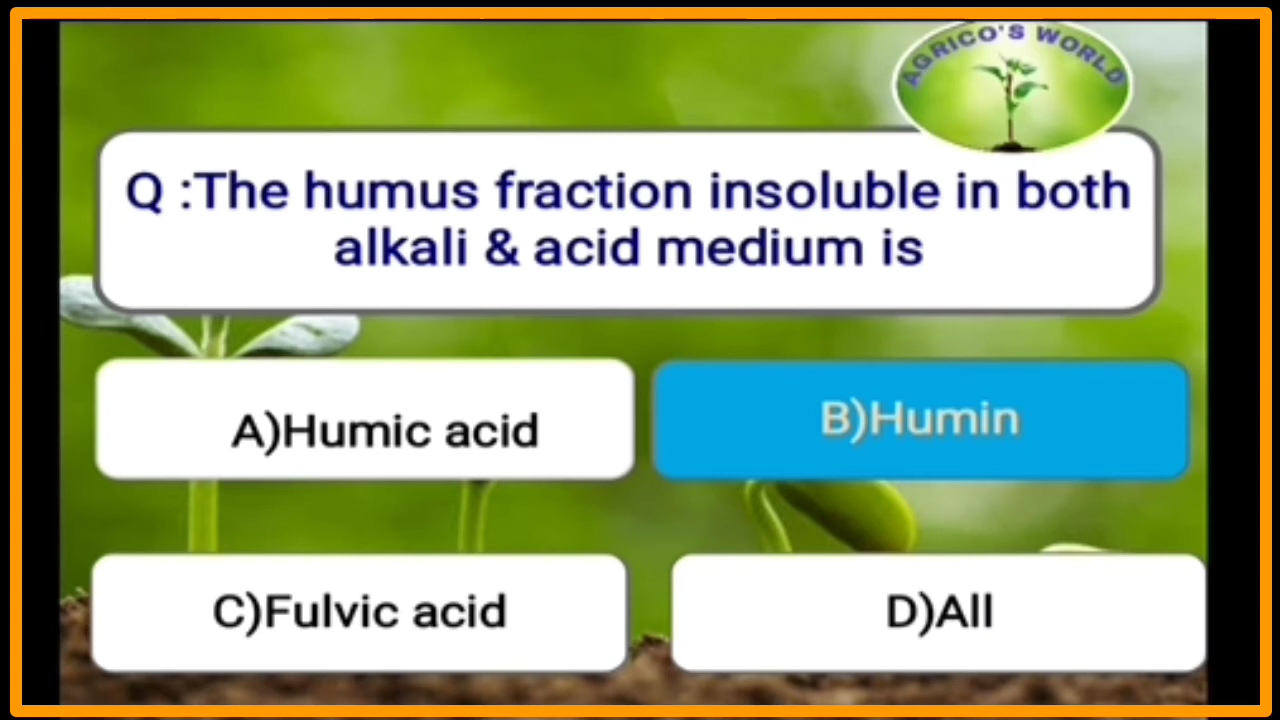 AGRICO'S WORLD
Q :The humus fraction insoluble in both
alkali & acid medium is
A)Humic acid
B)Humin
C)Fulvic acid
D)All